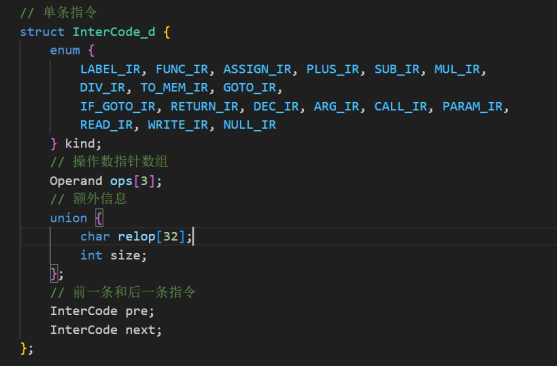 // 单条指令
struct InterCode_d {
enum {
LABEL_IR, FUNC_IR, ASSIGN_IR, PLUS_IR, SUB_IR, MUL_IR,
DIV_IR, TO_MEM_IR, GOTO_IR,
IF_GOTO_IR, RETURN_IR, DEC_IR, ARG_IR, CALL_IR, PARAM_IR,
READ_IR, WRITE_IR, NULL_IR
} kind;
// 操作数指针数组
Operand ops[3];
// 额外信息
union {
char relop[32];
int size;
};
// 前一条和后一条指令
InterCode pre;
InterCode next;
};